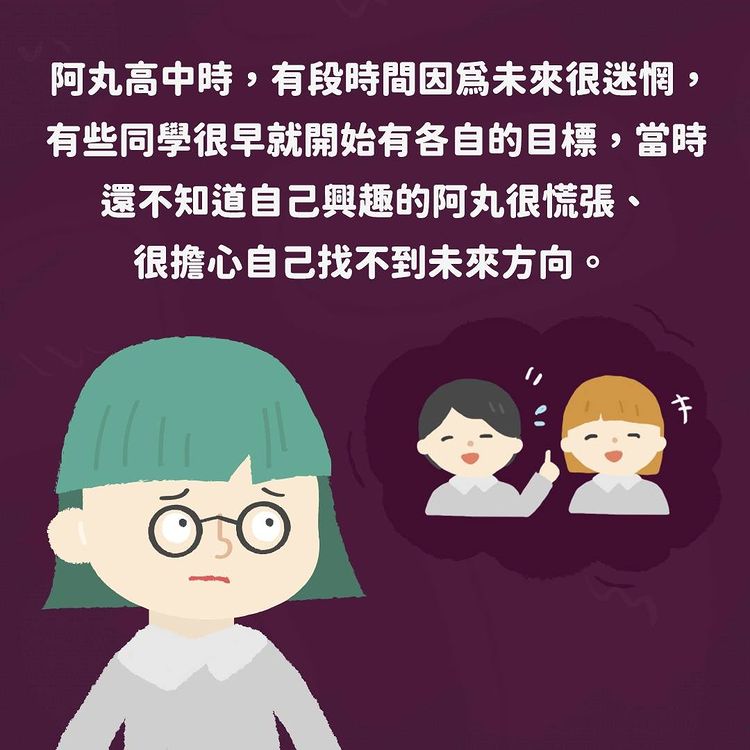 阿丸高中時，有段時間因為未來很迷惘，
有些同學很早就開始有各自的目標，當時
還不知道自己興趣的阿丸很慌張、
很擔心自己找不到未來方向。